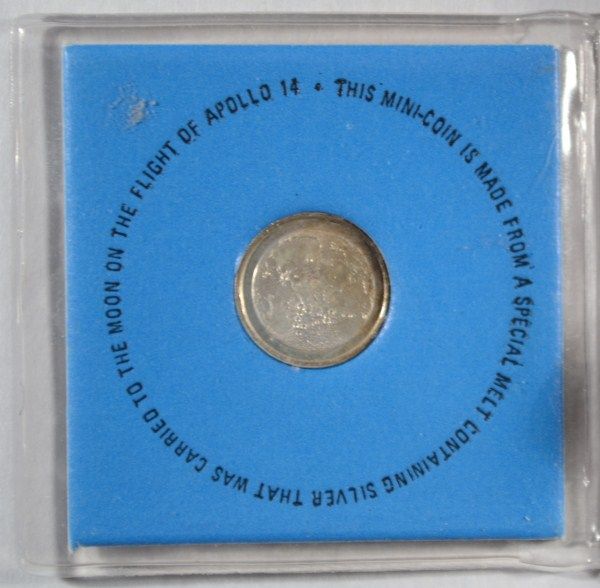 THIS MINI-COIN IS MADE FROM A SPECIAL MELT CONTAINING SILVER THAT WAS CARRIED TO THE MOON ON THE FLIGHT OF APOLLO 14 •